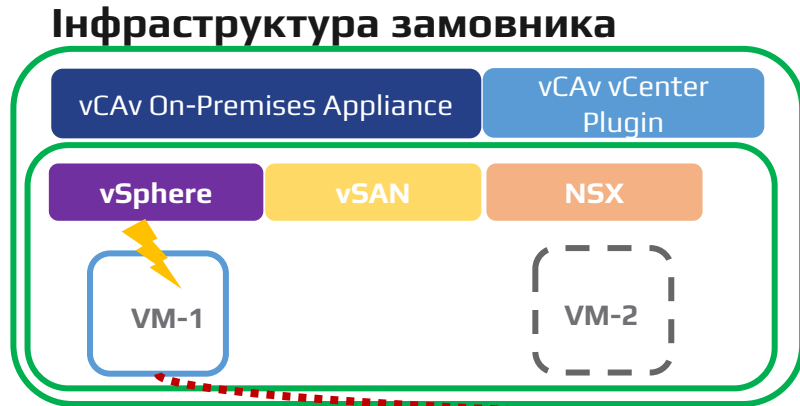 Інфраструктура замовника
vCAv On-Premises Appliance
vCAv vCenter
Plugin
vSphere
vSAN
NSX
VM-1
VM-2